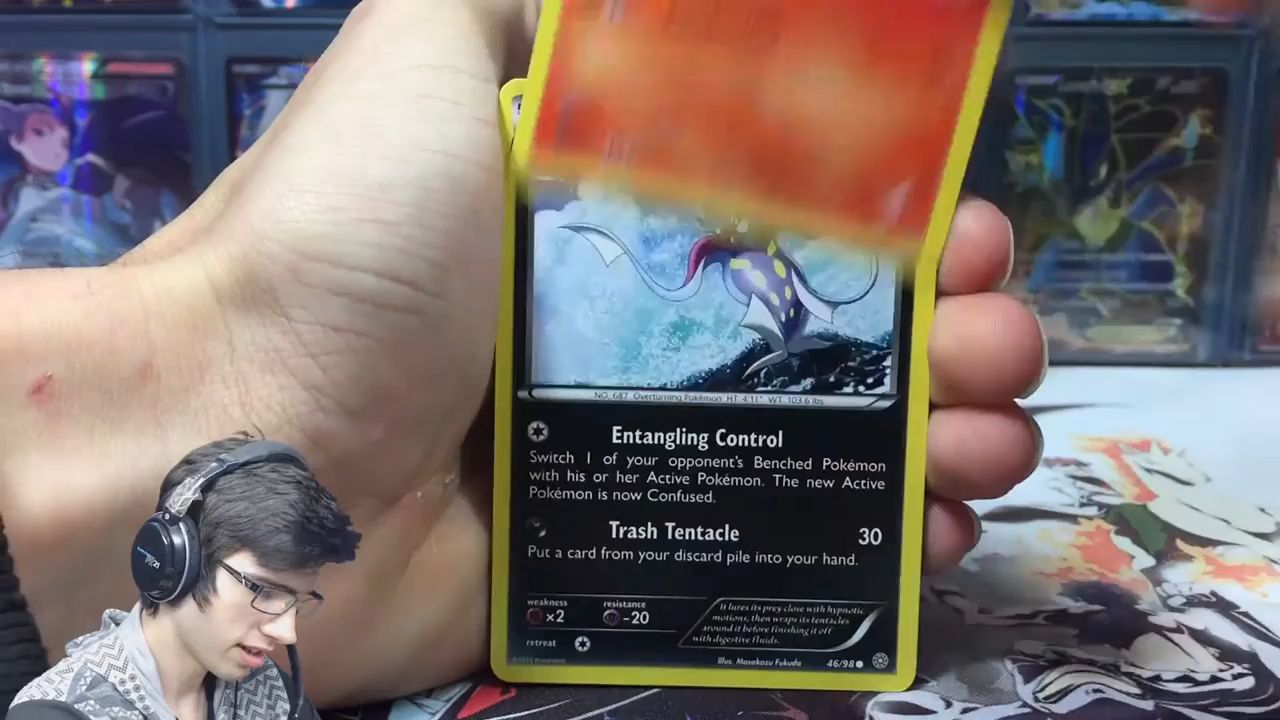 NO. 687 Overturning Pokémon HT 4'11" WT 103.6 lbs
Entangling Control
Switch 1 of your opponent's Benched Pokémon
with his or her Active Pokémon. The new Active
Pokémon is now Confused.
Trash Tentacle 30
Put a card from your discard pile into your hand.
weakness resistance
×2 -20
It lures its prey close with hypnotic
motions, then wraps its tentacles
around it before finishing it off
with digestive fluids.
retreat
Illus. Masakazu Fukuda 46/98